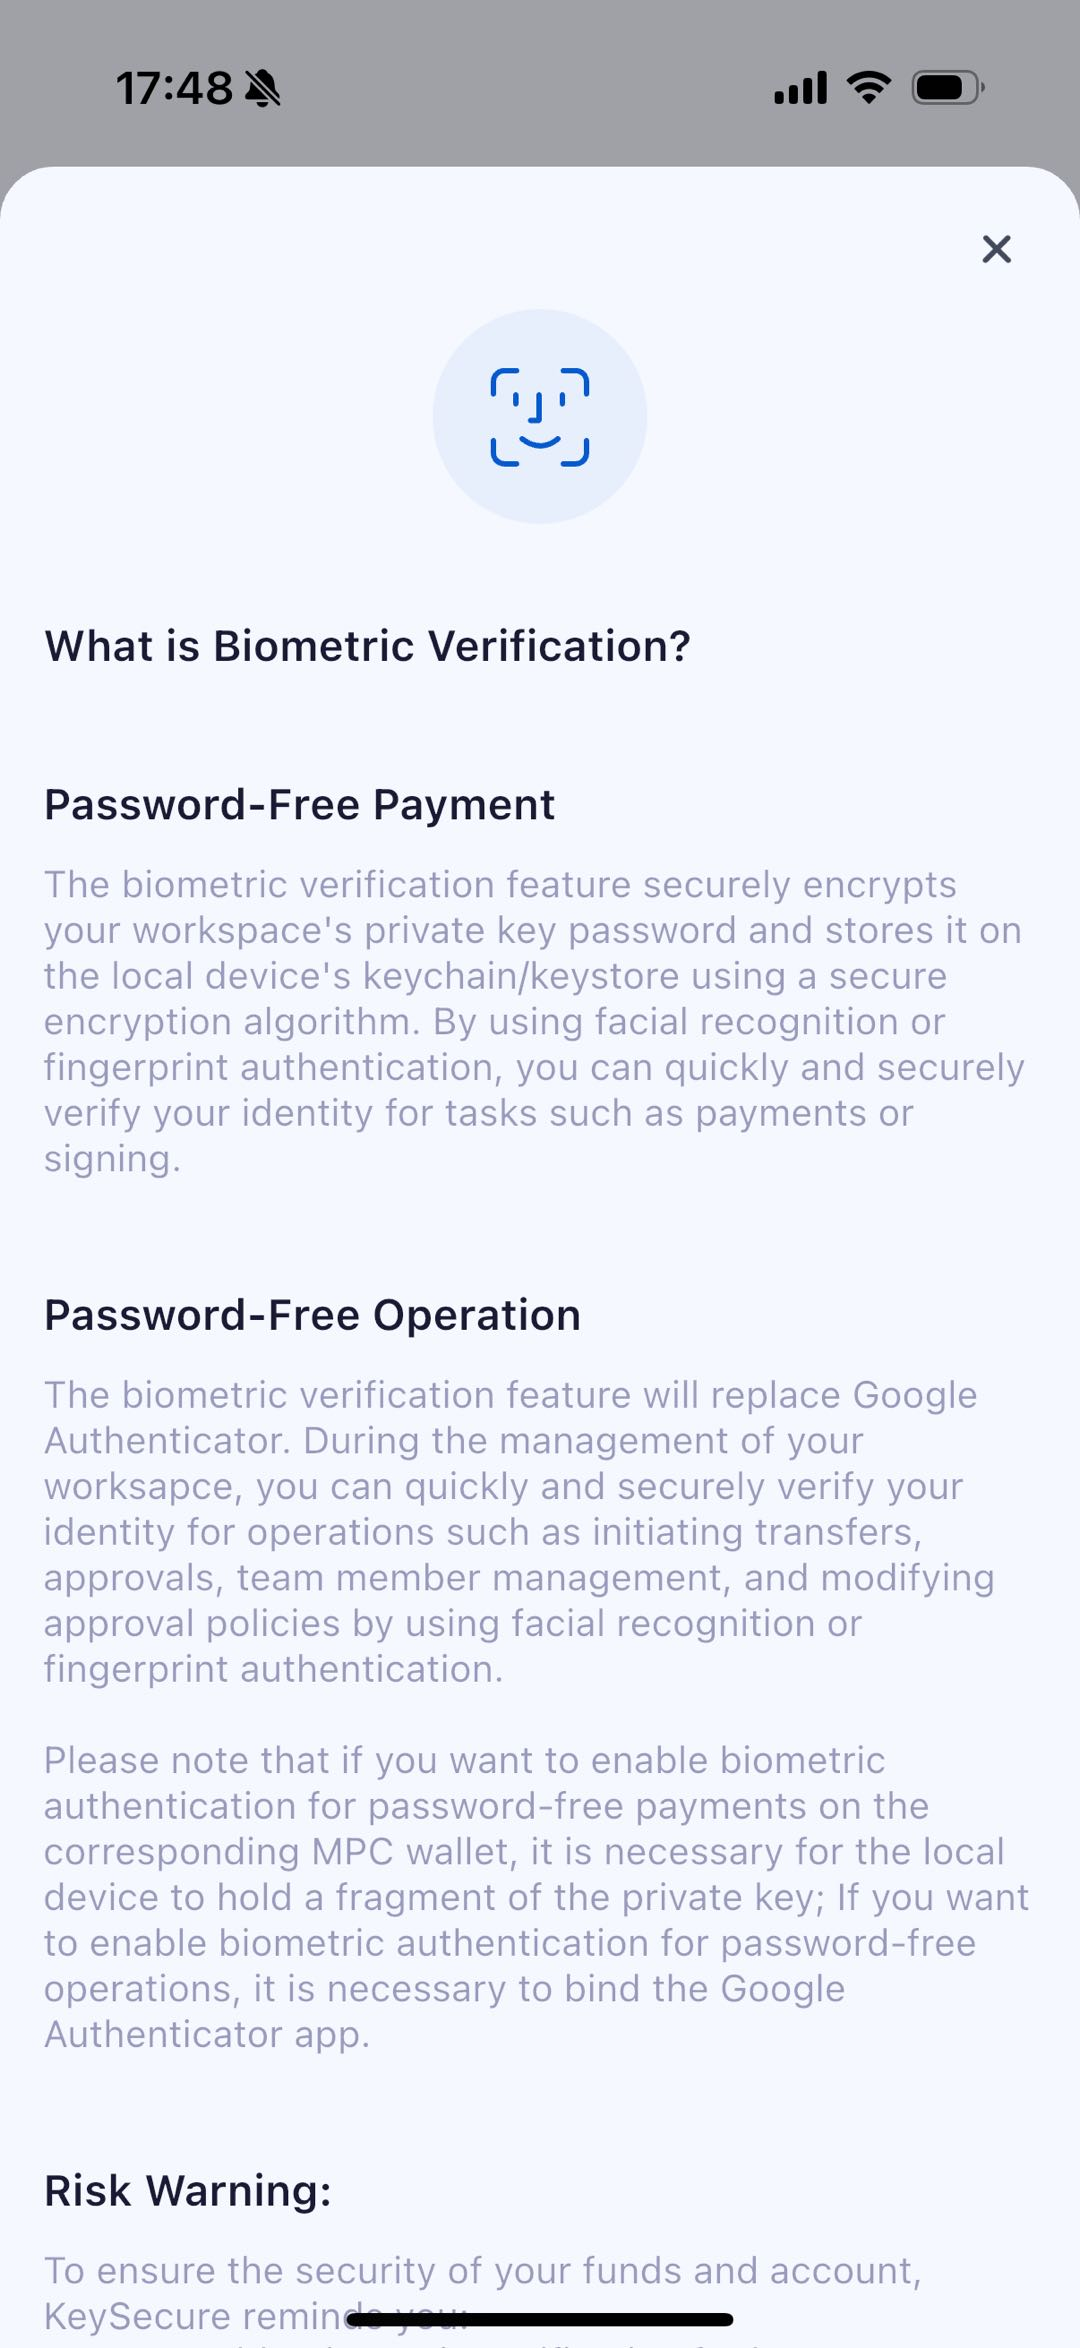 17:48
What is Biometric Verification?
Password-Free Payment
The biometric verification feature securely encrypts
your workspace's private key password and stores it on
the local device's keychain/keystore using a secure
encryption algorithm. By using facial recognition or
fingerprint authentication, you can quickly and securely
verify your identity for tasks such as payments or
signing.
Password-Free Operation
The biometric verification feature will replace Google
Authenticator. During the management of your
worksapce, you can quickly and securely verify your
identity for operations such as initiating transfers,
approvals, team member management, and modifying
approval policies by using facial recognition or
fingerprint authentication.
Please note that if you want to enable biometric
authentication for password-free payments on the
corresponding MPC wallet, it is necessary for the local
device to hold a fragment of the private key; If you want
to enable biometric authentication for password-free
operations, it is necessary to bind the Google
Authenticator app.
Risk Warning:
To ensure the security of your funds and account,
KeySecure reminds you: